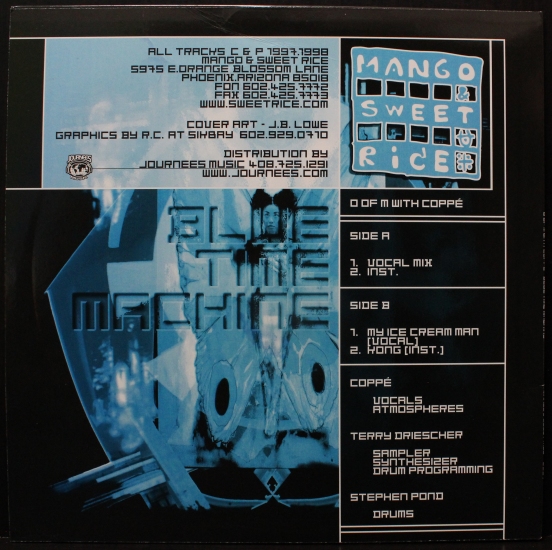 ALL TRACKS C & P 1997.1998
MANGO & SWEET RICE
5975 E.ORANGE BLOSSOM LANE
PHOENIX.ARIZONA 85018
FON 602.425.7772
FAX 602.425.7773
WWW.SWEETRICE.COM
COVER ART - J.B. LOWE
GRAPHICS BY R.C. AT SIXBAY 602.929.0710
DISTRIBUTION BY
JOURNEES MUSIC 408.725.1291
WWW.JOURNEES.COM
MANGO
&
SWEET
RICE
BLUE
TIME
MACHINE
D OF M WITH COPPÉ
SIDE A
1. VOCAL MIX
2. INST.
SIDE B
1. MY ICE CREAM MAN
[VOCAL]
2. KONG [INST.]
COPPÉ
VOCALS
ATMOSPHERES
TERRY DRIESCHER
SAMPLER
SYNTHESIZER
DRUM PROGRAMMING
STEPHEN POND
DRUMS